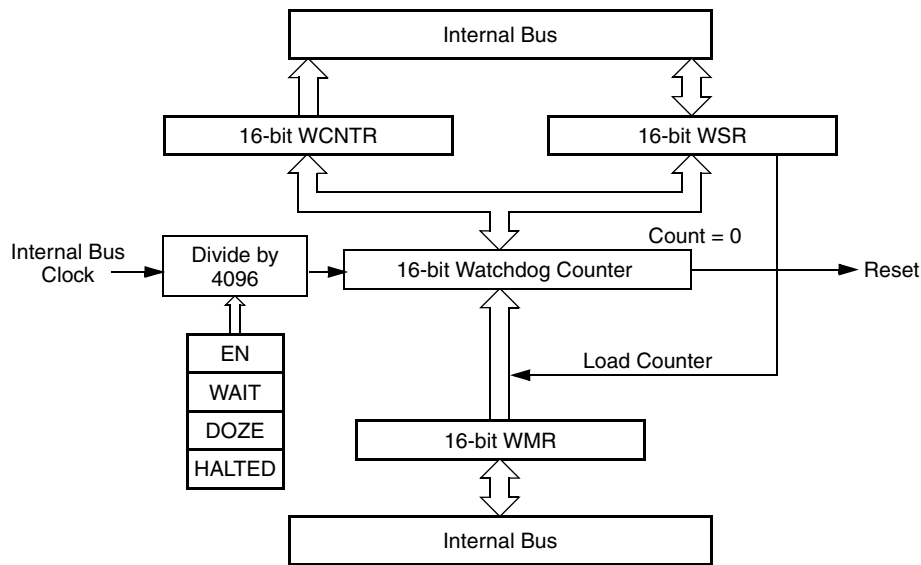 Internal Bus
16-bit WCNTR
16-bit WSR
Count = 0
Internal Bus
Clock
Divide by
4096
16-bit Watchdog Counter
Reset
EN
WAIT
DOZE
HALTED
Load Counter
16-bit WMR
Internal Bus